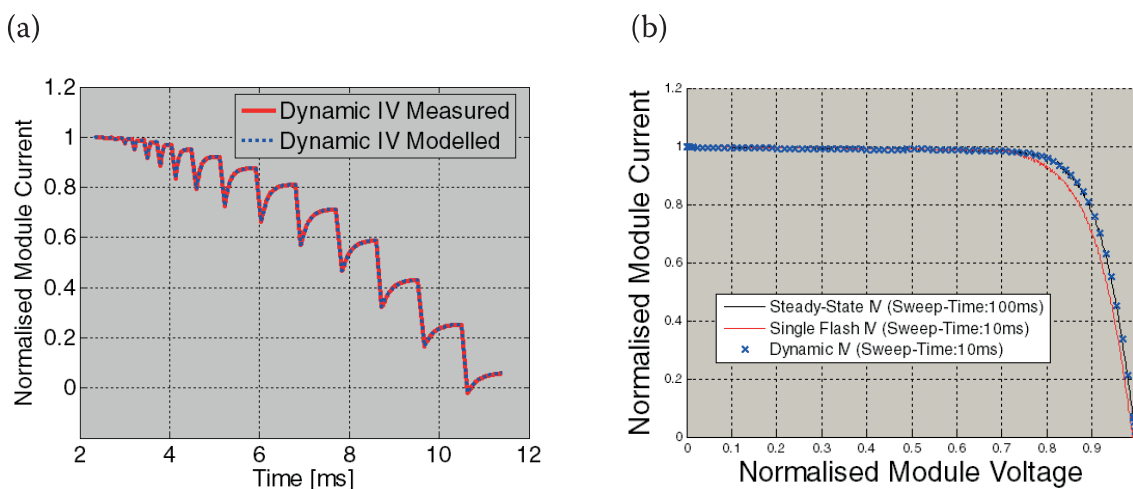 (a)
(b)
1.2
1
0.8
0.6
0.4
0.2
0
2
4
6
8
10
12
Normalised Module Current
Time [ms]
Dynamic IV Measured
Dynamic IV Modelled
1.2
1
0.8
0.6
0.4
0.2
0
0
0.1
0.2
0.3
0.4
0.5
0.6
0.7
0.8
0.9
Normalised Module Current
Normalised Module Voltage
Steady-State IV (Sweep-Time:100ms)
Single Flash IV (Sweep-Time:10ms)
Dynamic IV (Sweep-Time:10ms)